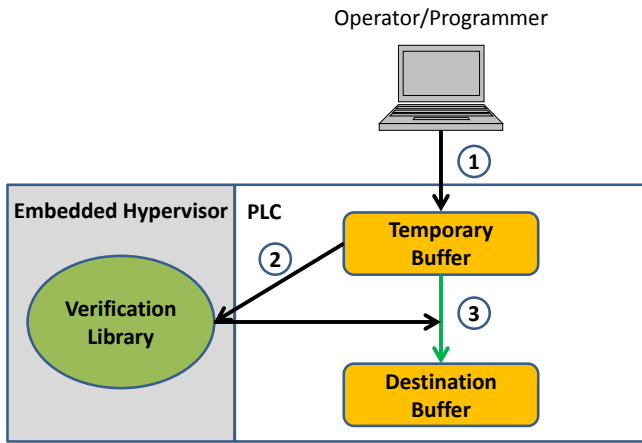 Operator/Programmer
1
Embedded Hypervisor
PLC
Temporary
Buffer
2
Verification
Library
3
Destination
Buffer